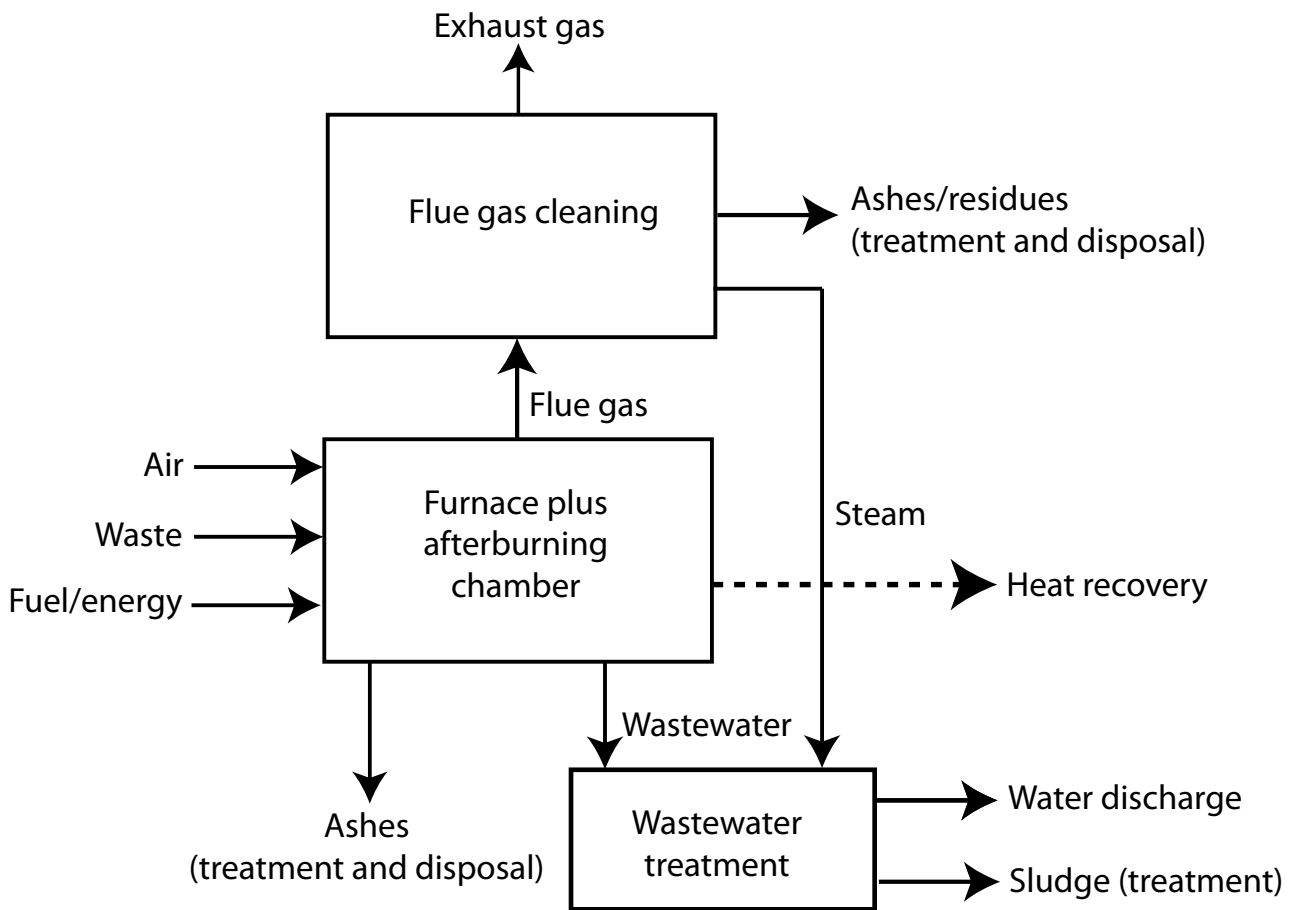 Exhaust gas
Flue gas cleaning
Ashes/residues
(treatment and disposal)
Flue gas
Air
Waste
Fuel/energy
Furnace plus
afterburning
chamber
Steam
Heat recovery
Wastewater
Ashes
(treatment and disposal)
Wastewater
treatment
Water discharge
Sludge (treatment)